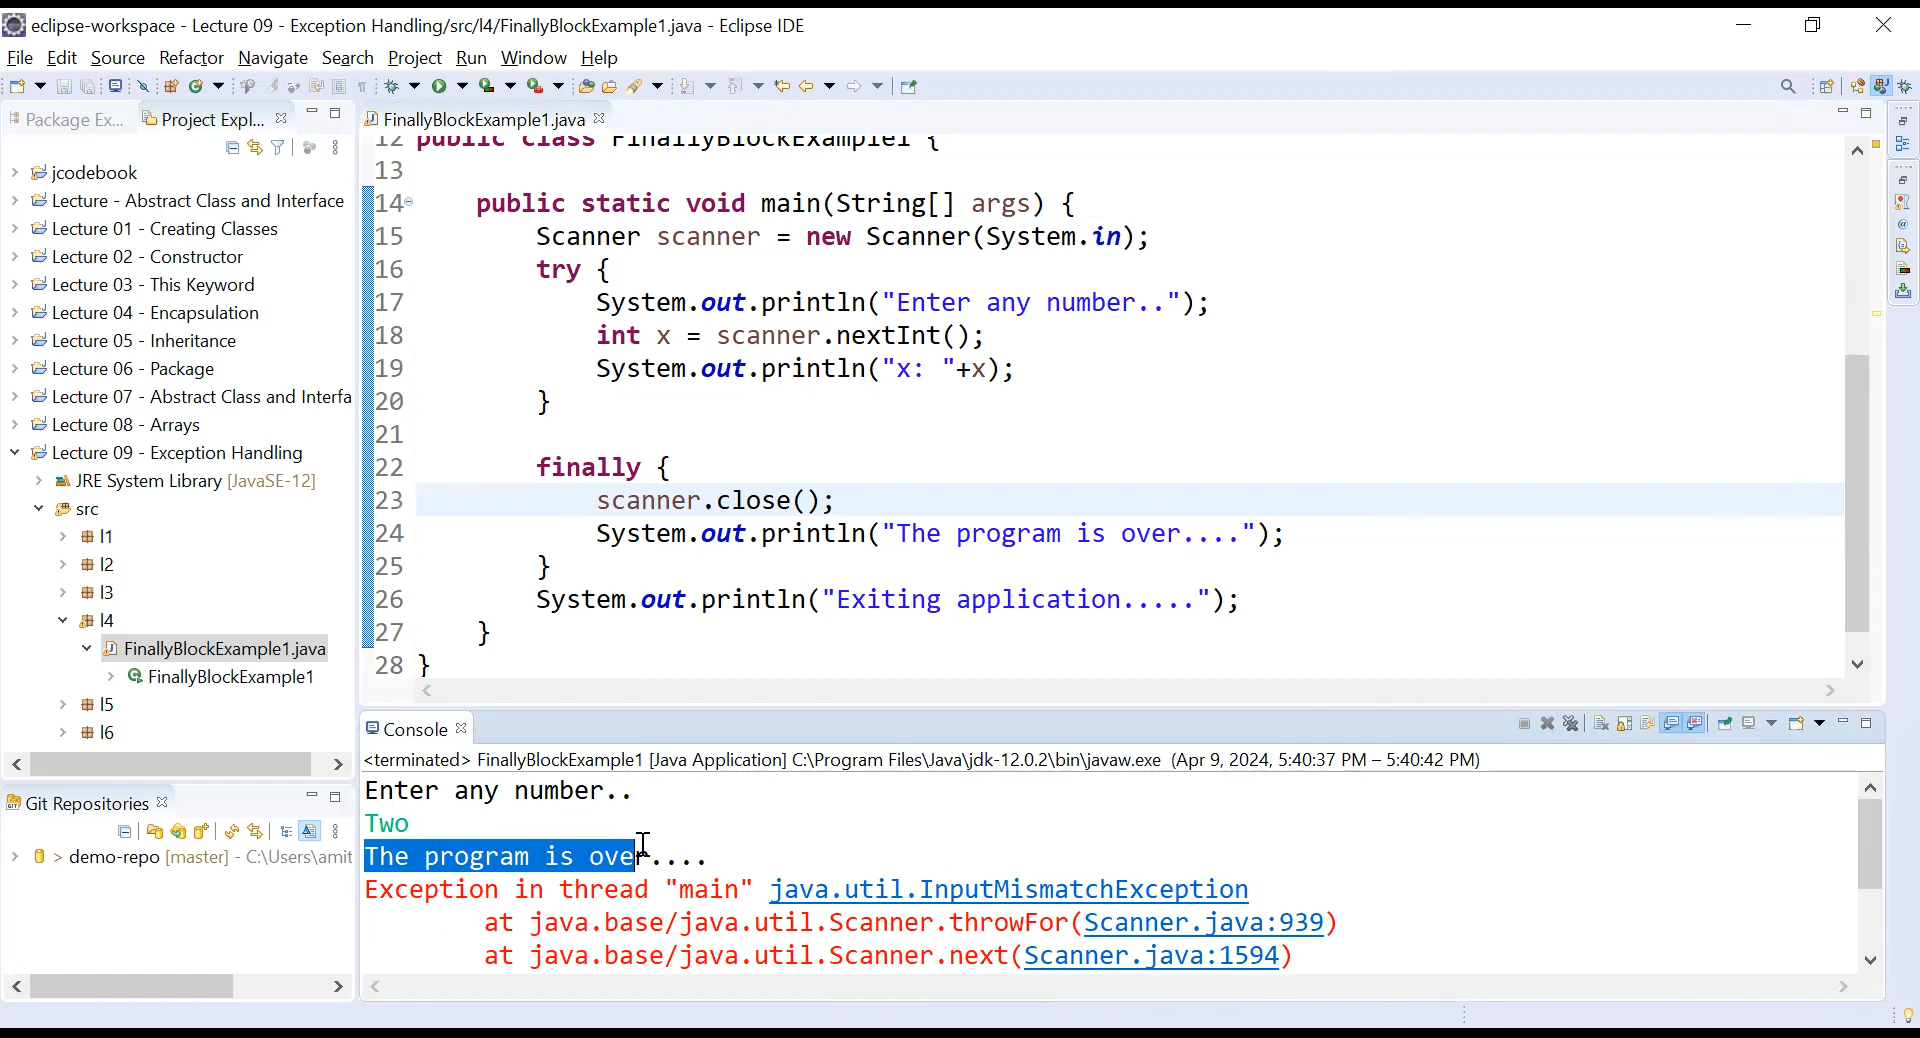 eclipse-workspace - Lecture 09 - Exception Handling/src/l4/FinallyBlockExample1.java - Eclipse IDE
File Edit Source Refactor Navigate Search Project Run Window Help
Package Ex... Project Expl...
FinallyBlockExample1.java
jcodebook
Lecture - Abstract Class and Interface
Lecture 01 - Creating Classes
Lecture 02 - Constructor
Lecture 03 - This Keyword
Lecture 04 - Encapsulation
Lecture 05 - Inheritance
Lecture 06 - Package
Lecture 07 - Abstract Class and Interfa
Lecture 08 - Arrays
Lecture 09 - Exception Handling
JRE System Library [JavaSE-12]
src
l1
l2
l3
l4
FinallyBlockExample1.java
FinallyBlockExample1
l5
l6
Git Repositories
> demo-repo [master] - C:\Users\amit
12 public class FinallyBlockExample1 {
13
14 public static void main(String[] args) {
15 Scanner scanner = new Scanner(System.in);
16 try {
17 System.out.println("Enter any number..");
18 int x = scanner.nextInt();
19 System.out.println("x: "+x);
20 }
21
22 finally {
23 scanner.close();
24 System.out.println("The program is over....");
25 }
26 System.out.println("Exiting application.....");
27 }
28 }
Console
<terminated> FinallyBlockExample1 [Java Application] C:\Program Files\Java\jdk-12.0.2\bin\javaw.exe (Apr 9, 2024, 5:40:37 PM – 5:40:42 PM)
Enter any number..
Two
The program is over....
Exception in thread "main" java.util.InputMismatchException
at java.base/java.util.Scanner.throwFor(Scanner.java:939)
at java.base/java.util.Scanner.next(Scanner.java:1594)